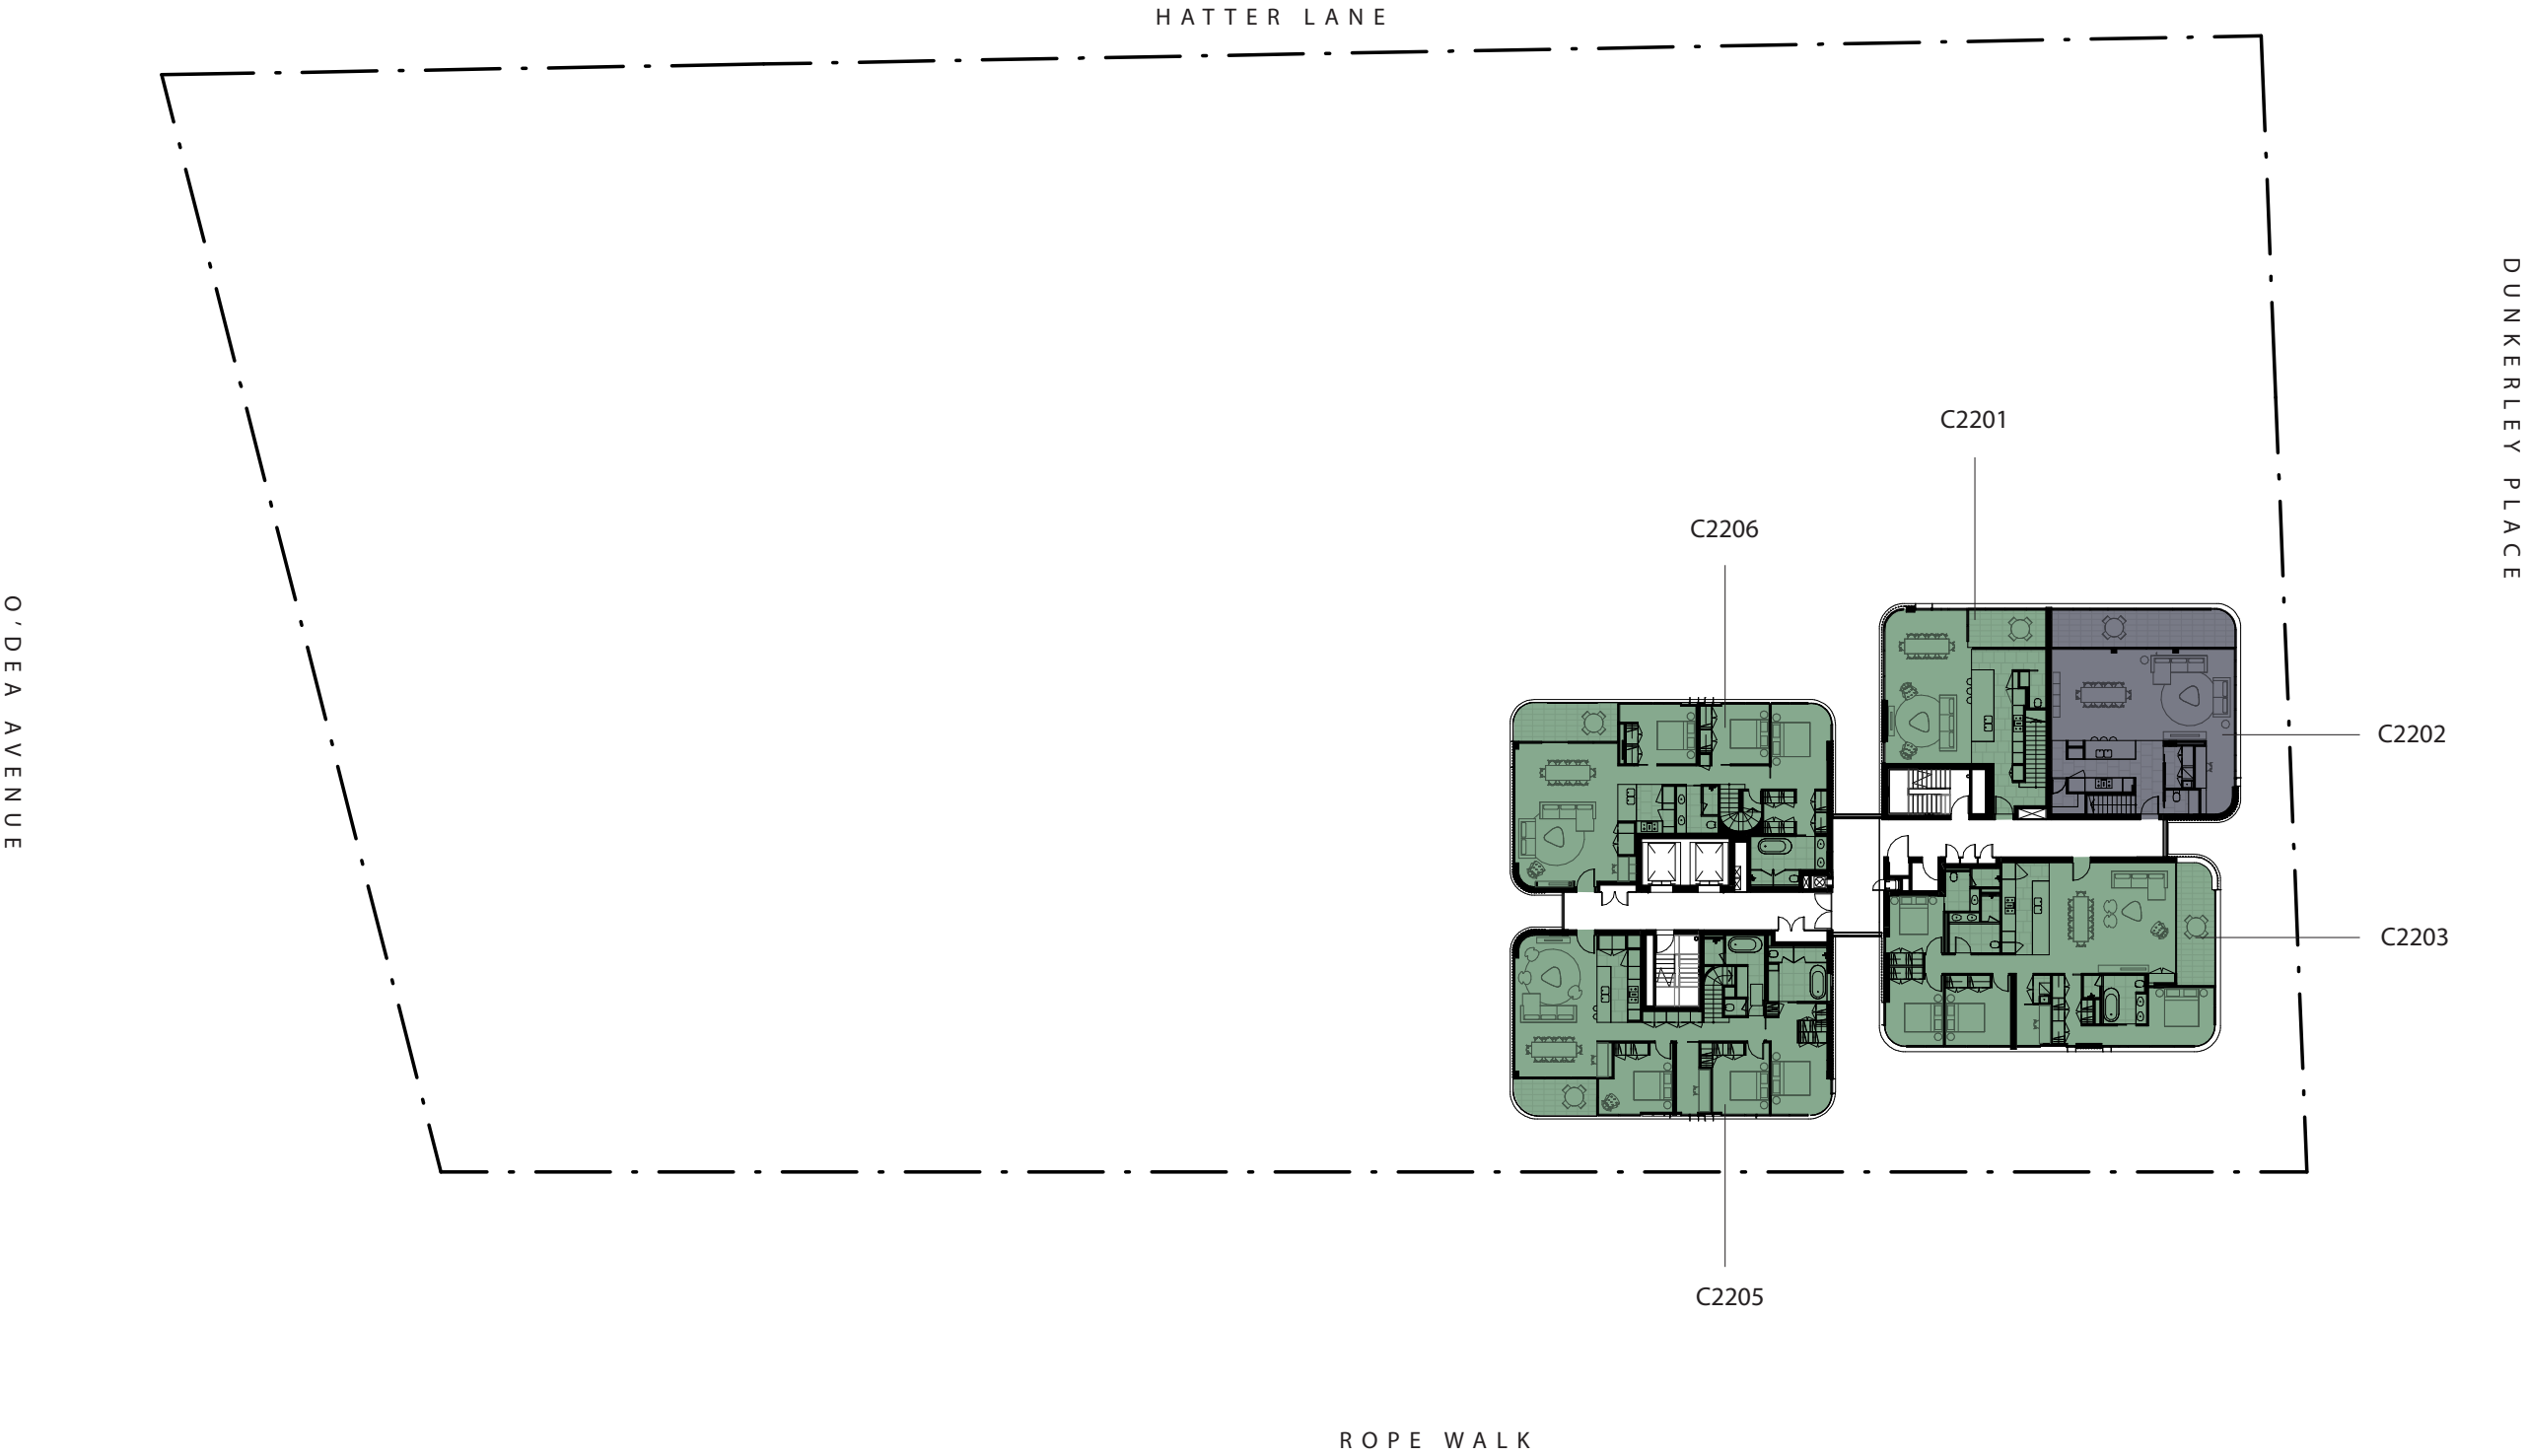 HATTER LANE
DUNKERLEY PLACE
C2201
C2206
O'DEA AVENUE
C2202
C2203
C2205
ROPE WALK